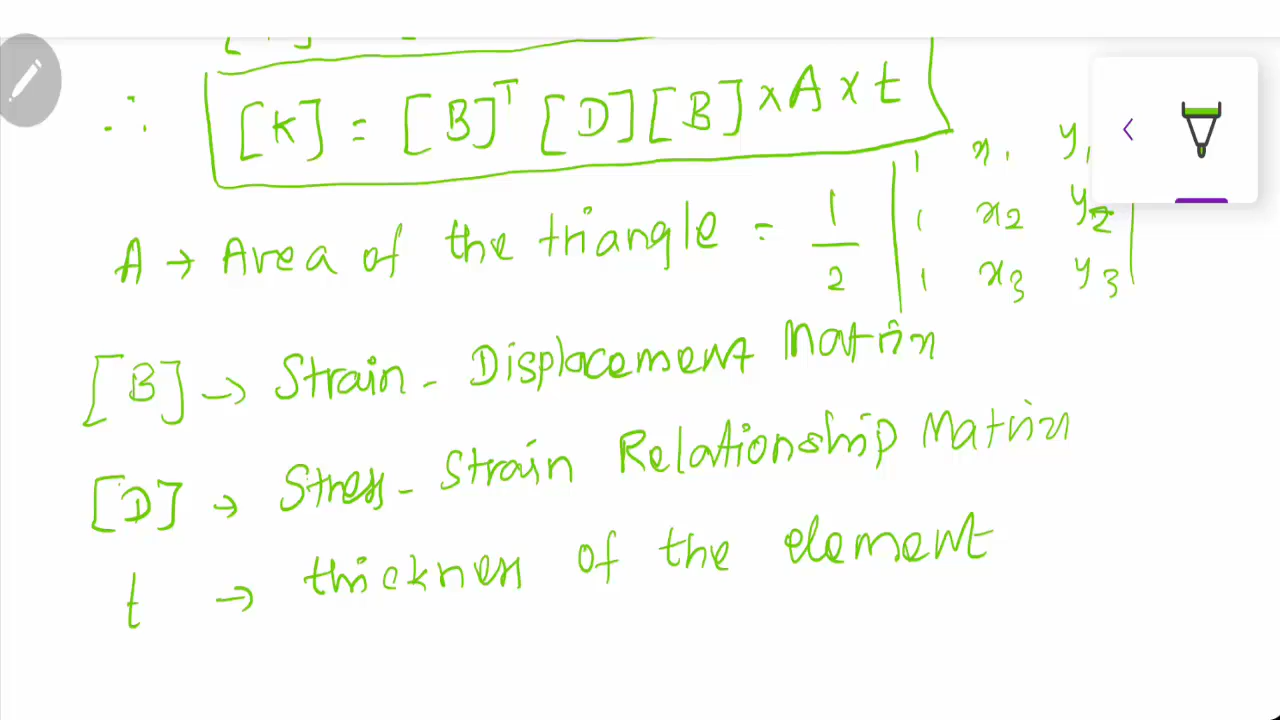 ∴ [K] = [B]ᵀ [D] [B] × A × t
A → Area of the triangle = 1/2 | 1 x₁ y₁
1 x₂ y₂
1 x₃ y₃ |
[B] → Strain - Displacement Matrix
[D] → Stress - Strain Relationship Matrix
t → thickness of the element